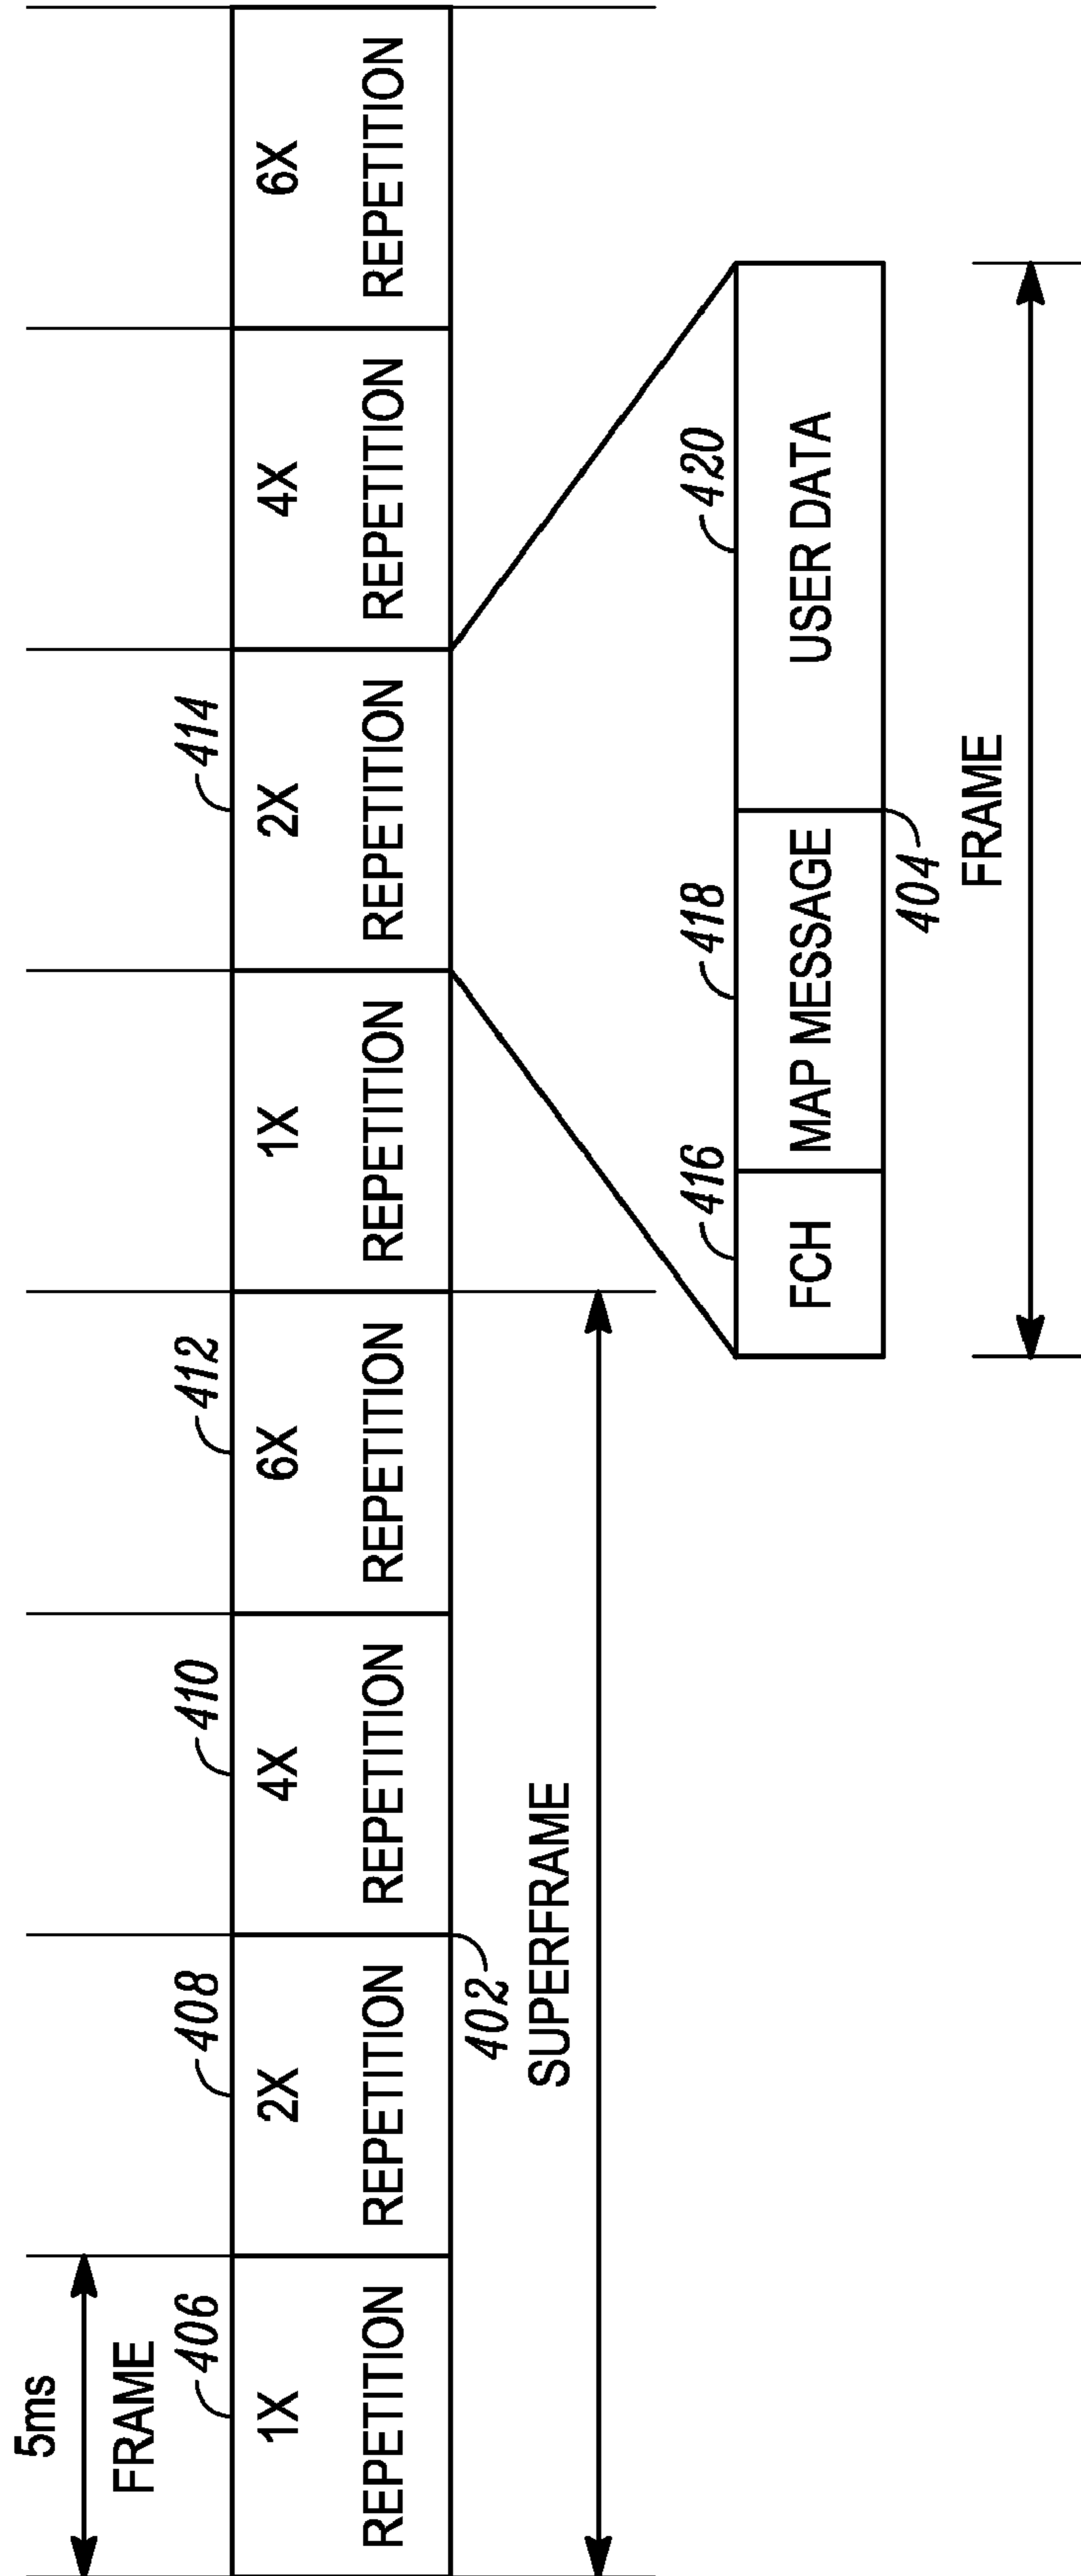 5ms
FRAME
406
408
410
412
414
1X
REPETITION
2X
REPETITION
4X
REPETITION
6X
REPETITION
1X
REPETITION
2X
REPETITION
4X
REPETITION
6X
REPETITION
402
SUPERFRAME
416
418
420
FCH
MAP MESSAGE
USER DATA
404
FRAME